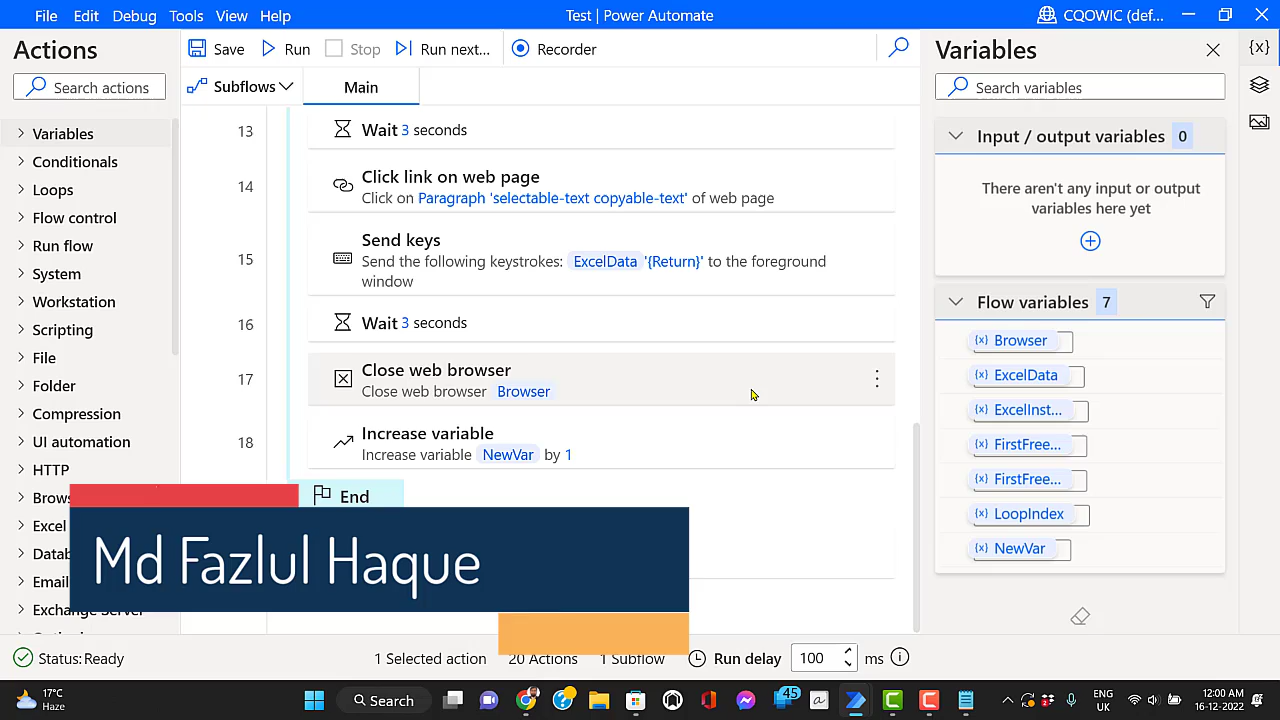 File Edit Debug Tools View Help
Test | Power Automate
CQOWIC (def...
Actions
Search actions
Variables
Conditionals
Loops
Flow control
Run flow
System
Workstation
Scripting
File
Folder
Compression
UI automation
HTTP
Excel
Exchange Server
Save Run Stop Run next... Recorder
Subflows Main
13 Wait 3 seconds
14 Click link on web page
Click on Paragraph 'selectable-text copyable-text' of web page
15 Send keys
Send the following keystrokes: ExcelData '{Return}' to the foreground
window
16 Wait 3 seconds
17 Close web browser
Close web browser Browser
18 Increase variable
Increase variable NewVar by 1
End
Md Fazlul Haque
Variables
{x}
Search variables
Input / output variables 0
There aren't any input or output
variables here yet
Flow variables 7
{x} Browser
{x} ExcelData
{x} ExcelInst...
{x} FirstFree...
{x} FirstFree...
{x} LoopIndex
{x} NewVar
Status: Ready 1 Selected action 20 Actions 1 Subflow Run delay 100 ms
17°C
Haze
Search
45
ENG
UK
12:00 AM
16-12-2022